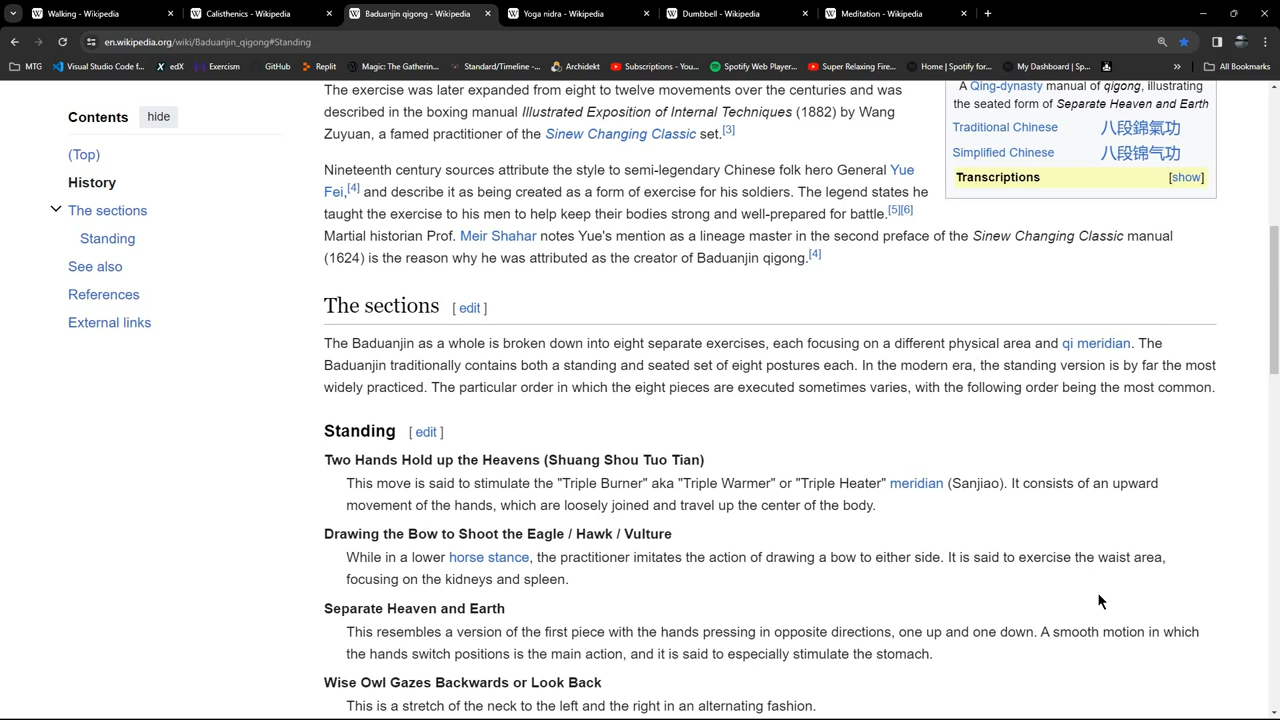 Walking - Wikipedia
Calisthenics - Wikipedia
Baduanjin qigong - Wikipedia
Yoga nidra - Wikipedia
Dumbbell - Wikipedia
Meditation - Wikipedia
en.wikipedia.org/wiki/Baduanjin_qigong#Standing
MTG
Visual Studio Code f...
edX
Exercism
GitHub
Replit
Magic: The Gatherin...
Standard/Timeline -...
Archidekt
Subscriptions - You...
Spotify Web Player...
Super Relaxing Fire...
Home | Spotify for...
My Dashboard | Sp...
»
All Bookmarks
Contents hide
(Top)
History
The sections
Standing
See also
References
External links
The exercise was later expanded from eight to twelve movements over the centuries and was
described in the boxing manual Illustrated Exposition of Internal Techniques (1882) by Wang
Zuyuan, a famed practitioner of the Sinew Changing Classic set.[3]
Nineteenth century sources attribute the style to semi-legendary Chinese folk hero General Yue
Fei,[4] and describe it as being created as a form of exercise for his soldiers. The legend states he
taught the exercise to his men to help keep their bodies strong and well-prepared for battle.[5][6]
Martial historian Prof. Meir Shahar notes Yue's mention as a lineage master in the second preface of the Sinew Changing Classic manual
(1624) is the reason why he was attributed as the creator of Baduanjin qigong.[4]
A Qing-dynasty manual of qigong, illustrating
the seated form of Separate Heaven and Earth
Traditional Chinese 八段錦氣功
Simplified Chinese 八段锦气功
Transcriptions [show]
The sections [ edit ]
The Baduanjin as a whole is broken down into eight separate exercises, each focusing on a different physical area and qi meridian. The
Baduanjin traditionally contains both a standing and seated set of eight postures each. In the modern era, the standing version is by far the most
widely practiced. The particular order in which the eight pieces are executed sometimes varies, with the following order being the most common.
Standing [ edit ]
Two Hands Hold up the Heavens (Shuang Shou Tuo Tian)
This move is said to stimulate the "Triple Burner" aka "Triple Warmer" or "Triple Heater" meridian (Sanjiao). It consists of an upward
movement of the hands, which are loosely joined and travel up the center of the body.
Drawing the Bow to Shoot the Eagle / Hawk / Vulture
While in a lower horse stance, the practitioner imitates the action of drawing a bow to either side. It is said to exercise the waist area,
focusing on the kidneys and spleen.
Separate Heaven and Earth
This resembles a version of the first piece with the hands pressing in opposite directions, one up and one down. A smooth motion in which
the hands switch positions is the main action, and it is said to especially stimulate the stomach.
Wise Owl Gazes Backwards or Look Back
This is a stretch of the neck to the left and the right in an alternating fashion.